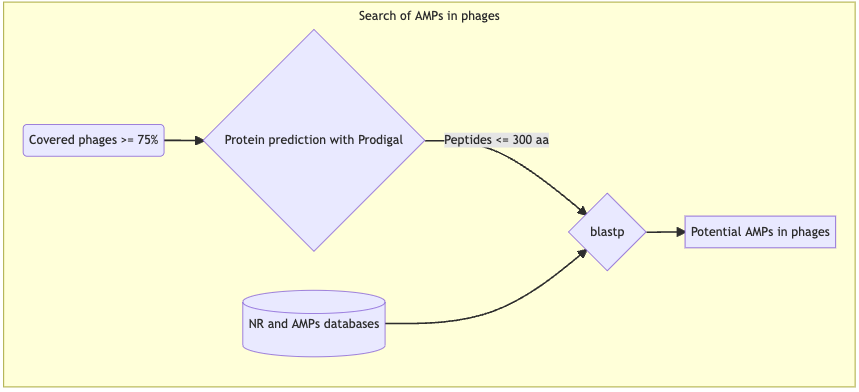 Search of AMPs in phages
Covered phages >= 75%
Protein prediction with Prodigal
Peptides <= 300 aa
blastp
Potential AMPs in phages
NR and AMPs databases